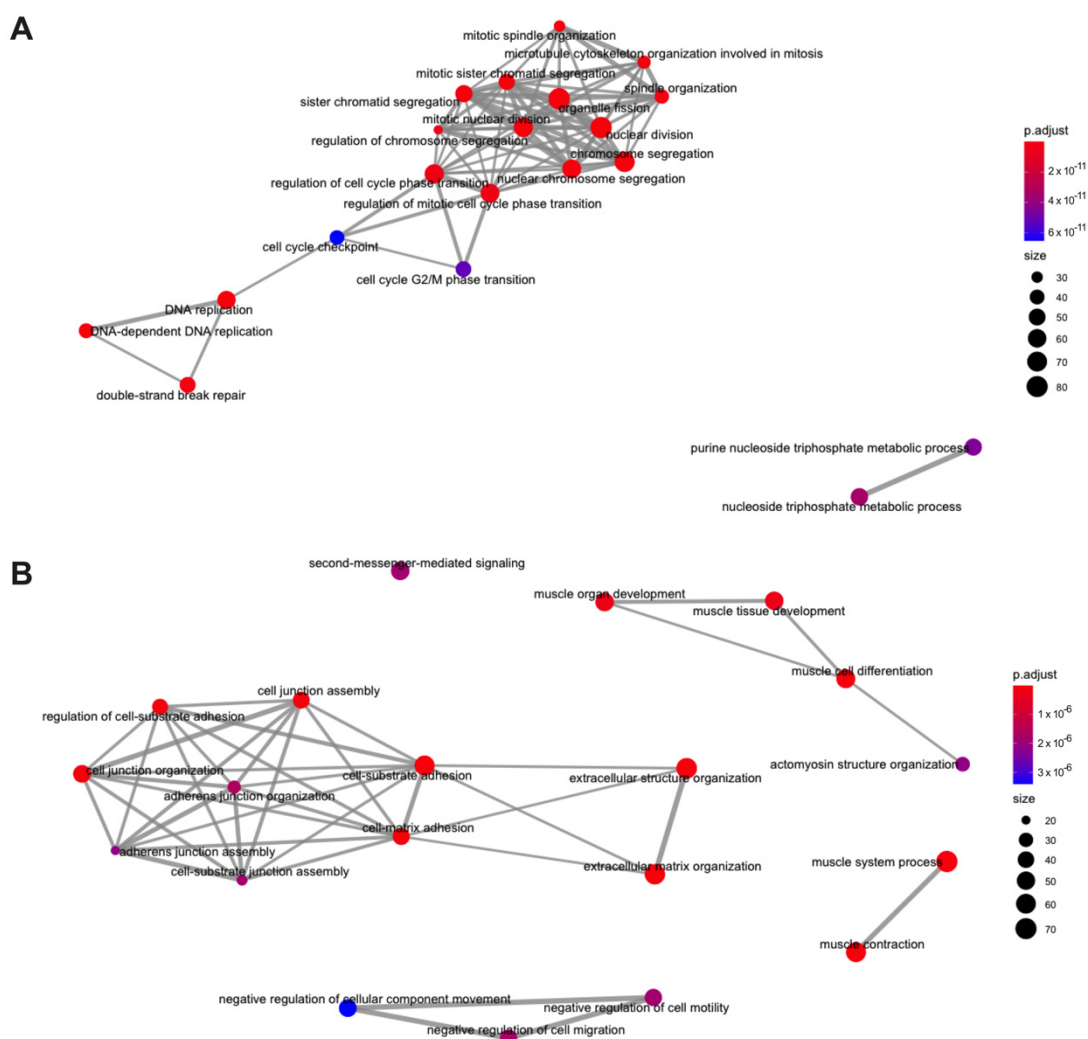 A
mitotic spindle organization
microtubule cytoskeleton organization involved in mitosis
mitotic sister chromatid segregation
spindle organization
sister chromatid segregation
organelle fission
mitotic nuclear division
nuclear division
regulation of chromosome segregation
chromosome segregation
regulation of cell cycle phase transition
nuclear chromosome segregation
regulation of mitotic cell cycle phase transition
cell cycle checkpoint
cell cycle G2/M phase transition
DNA replication
DNA-dependent DNA replication
double-strand break repair
purine nucleoside triphosphate metabolic process
nucleoside triphosphate metabolic process
p.adjust
2 x 10⁻¹¹
4 x 10⁻¹¹
6 x 10⁻¹¹
size
30
40
50
60
70
80
B
second-messenger-mediated signaling
muscle organ development
muscle tissue development
muscle cell differentiation
cell junction assembly
regulation of cell-substrate adhesion
cell junction organization
cell-substrate adhesion
extracellular structure organization
actomyosin structure organization
adherens junction organization
cell-matrix adhesion
adherens junction assembly
cell-substrate junction assembly
extracellular matrix organization
muscle system process
muscle contraction
negative regulation of cellular component movement
negative regulation of cell motility
negative regulation of cell migration
p.adjust
1 x 10⁻⁶
2 x 10⁻⁶
3 x 10⁻⁶
size
20
30
40
50
60
70